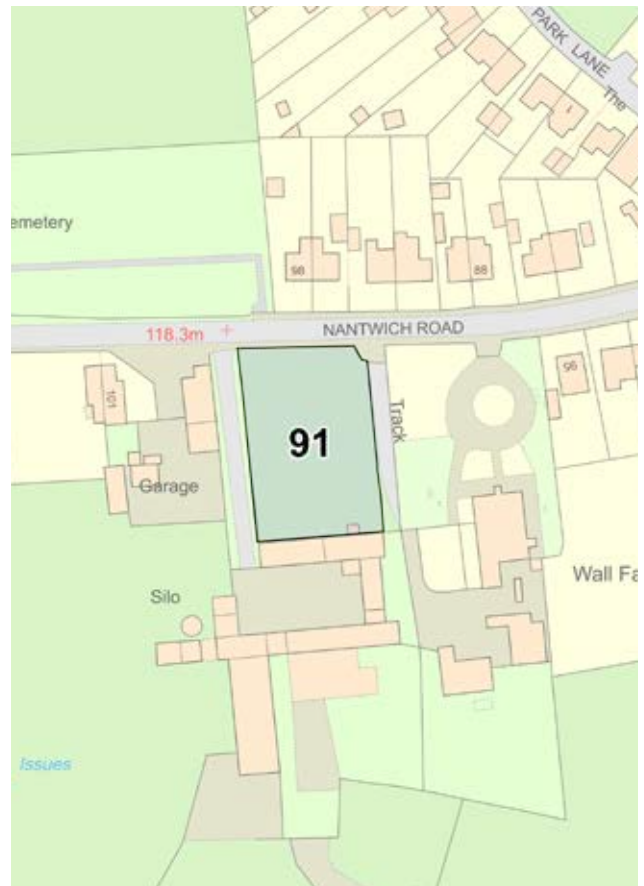 PARK LANE
The
4
emetery
98
88
118.3m
NANTWICH ROAD
101
96
91
Track
Garage
Wall Fa
Silo
Issues